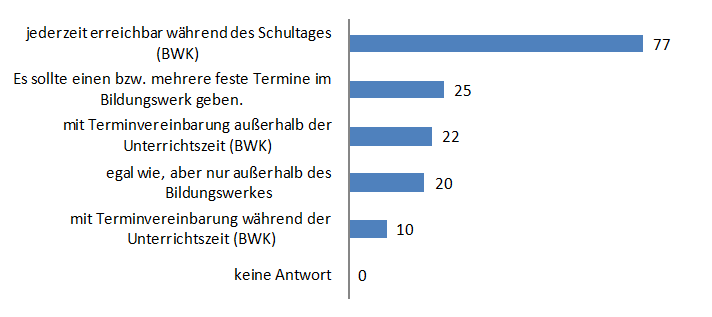 jederzeit erreichbar während des Schultages
(BWK)
77
Es sollte einen bzw. mehrere feste Termine im
Bildungswerk geben.
25
mit Terminvereinbarung außerhalb der
Unterrichtszeit (BWK)
22
egal wie, aber nur außerhalb des
Bildungswerkes
20
mit Terminvereinbarung während der
Unterrichtszeit (BWK)
10
keine Antwort
0